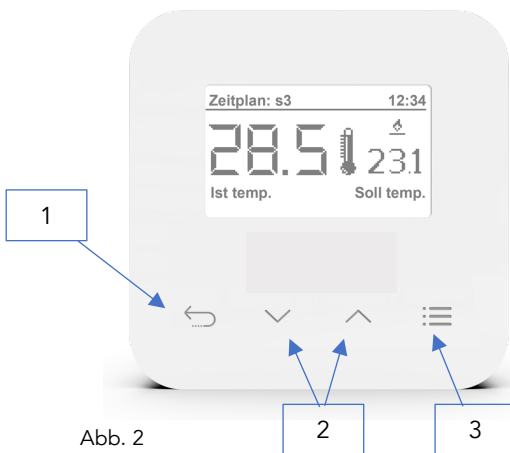 Zeitplan: s3 12:34
28.5 23.1
Ist temp. Soll temp.
1
2 3
Abb. 2